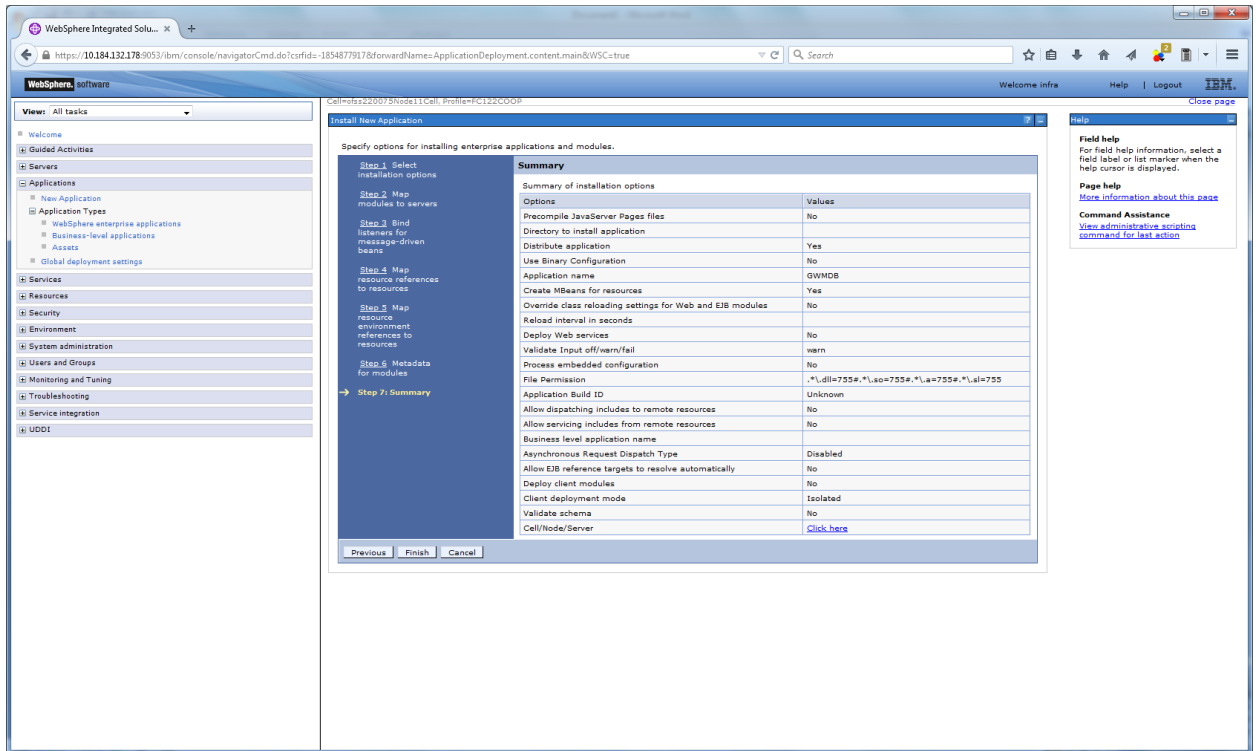 WebSphere Integrated Solu...
https://10.184.132.178:9053/ibm/console/navigatorCmd.do?csrfid=-1854877917&forwardName=ApplicationDeployment.content.main&WSC=true
Search
2
WebSphere. software
Welcome infra
Help | Logout
IBM.
View: All tasks
Cell=ofss220075Node11Cell, Profile=FC122COOP
Close page
Welcome
Guided Activities
Servers
Applications
New Application
Application Types
WebSphere enterprise applications
Business-level applications
Assets
Global deployment settings
Services
Resources
Security
Environment
System administration
Users and Groups
Monitoring and Tuning
Troubleshooting
Service integration
UDDI
Install New Application
Specify options for installing enterprise applications and modules.
Step 1 Select
installation options
Step 2 Map
modules to servers
Step 3 Bind
listeners for
message-driven
beans
Step 4 Map
resource references
to resources
Step 5 Map
resource
environment
references to
resources
Step 6 Metadata
for modules
Step 7: Summary
Summary
Summary of installation options
Options Values
Precompile JavaServer Pages files No
Directory to install application
Distribute application Yes
Use Binary Configuration No
Application name GWMDB
Create MBeans for resources Yes
Override class reloading settings for Web and EJB modules No
Reload interval in seconds
Deploy Web services No
Validate Input off/warn/fail warn
Process embedded configuration No
File Permission .*\.dll=755#.*\.so=755#.*\.a=755#.*\.sl=755
Application Build ID Unknown
Allow dispatching includes to remote resources No
Allow servicing includes from remote resources No
Business level application name
Asynchronous Request Dispatch Type Disabled
Allow EJB reference targets to resolve automatically No
Deploy client modules No
Client deployment mode Isolated
Validate schema No
Cell/Node/Server Click here
Previous Finish Cancel
Help
Field help
For field help information, select a
field label or list marker when the
help cursor is displayed.
Page help
More information about this page
Command Assistance
View administrative scripting
command for last action